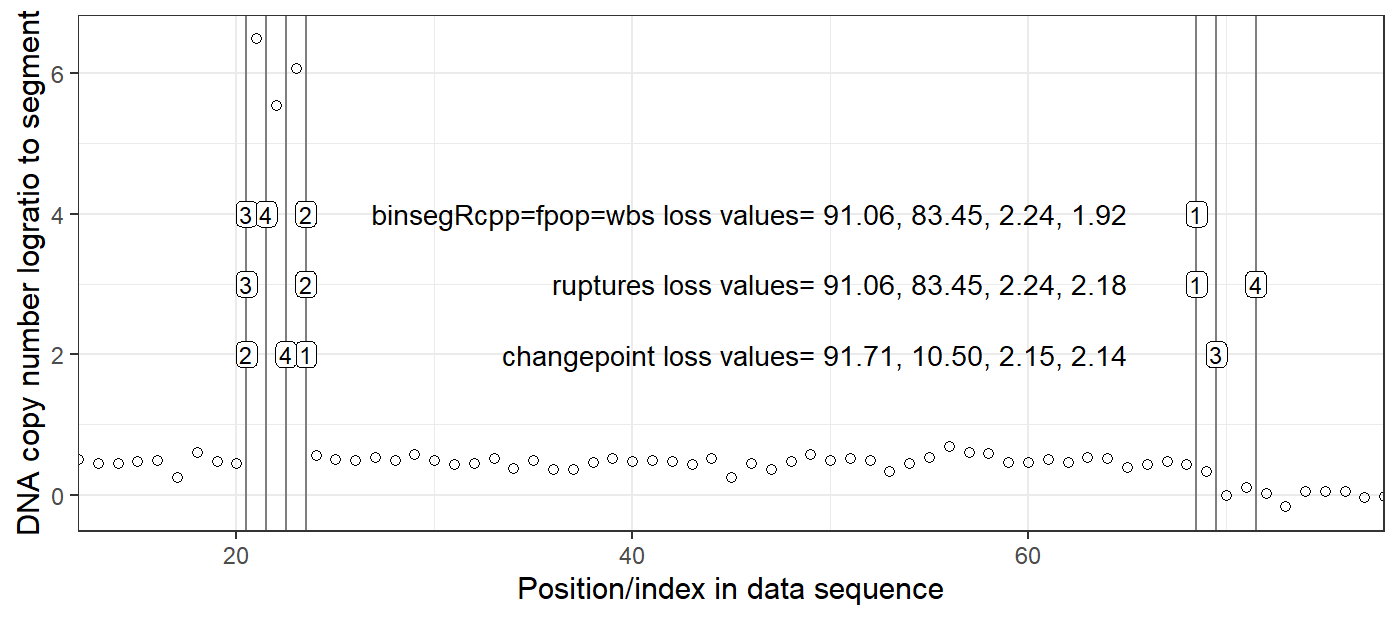 DNA copy number logratio to segment
6
4
2
0
3 4 2 binsegRcpp=fpop=wbs loss values= 91.06, 83.45, 2.24, 1.92 1
3 2 ruptures loss values= 91.06, 83.45, 2.24, 2.18 1 4
2 4 1 changepoint loss values= 91.71, 10.50, 2.15, 2.14 3
20 40 60
Position/index in data sequence